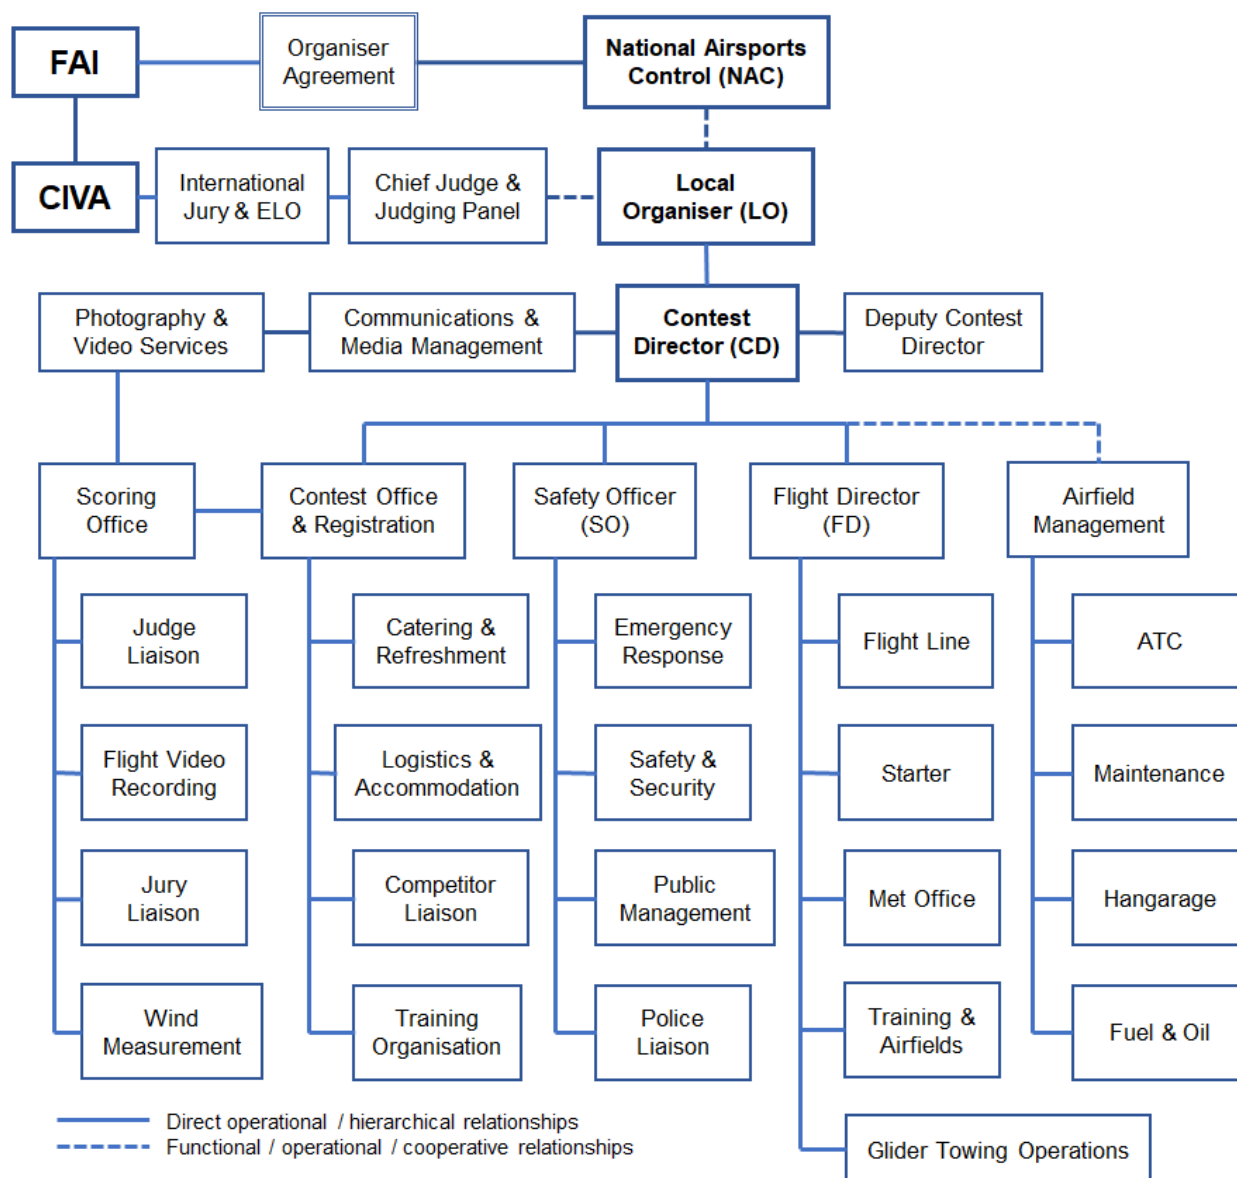 FAI
Organiser
Agreement
National Airsports
Control (NAC)
CIVA
International
Jury & ELO
Chief Judge &
Judging Panel
Local
Organiser (LO)
Photography &
Video Services
Communications &
Media Management
Contest
Director (CD)
Deputy Contest
Director
Scoring
Office
Contest Office
& Registration
Safety Officer
(SO)
Flight Director
(FD)
Airfield
Management
Judge
Liaison
Catering &
Refreshment
Emergency
Response
Flight Line
ATC
Flight Video
Recording
Logistics &
Accommodation
Safety &
Security
Starter
Maintenance
Jury
Liaison
Competitor
Liaison
Public
Management
Met Office
Hangarage
Wind
Measurement
Training
Organisation
Police
Liaison
Training &
Airfields
Fuel & Oil
Glider Towing Operations
Direct operational / hierarchical relationships
Functional / operational / cooperative relationships